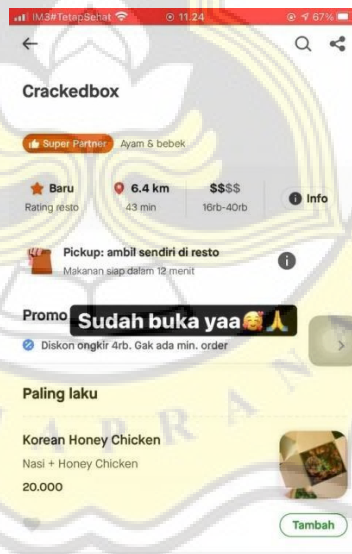 IM3#TetapSehat 11.24 67%
Crackedbox
Super Partner Ayam & bebek
Baru 6.4 km $$$$ Info
Rating resto 43 min 16rb-40rb
Pickup: ambil sendiri di resto
Makanan siap dalam 12 menit
Promo
Sudah buka yaa🥰🙏
Diskon ongkir 4rb. Gak ada min. order
Paling laku
Korean Honey Chicken
Nasi + Honey Chicken
20.000
Tambah